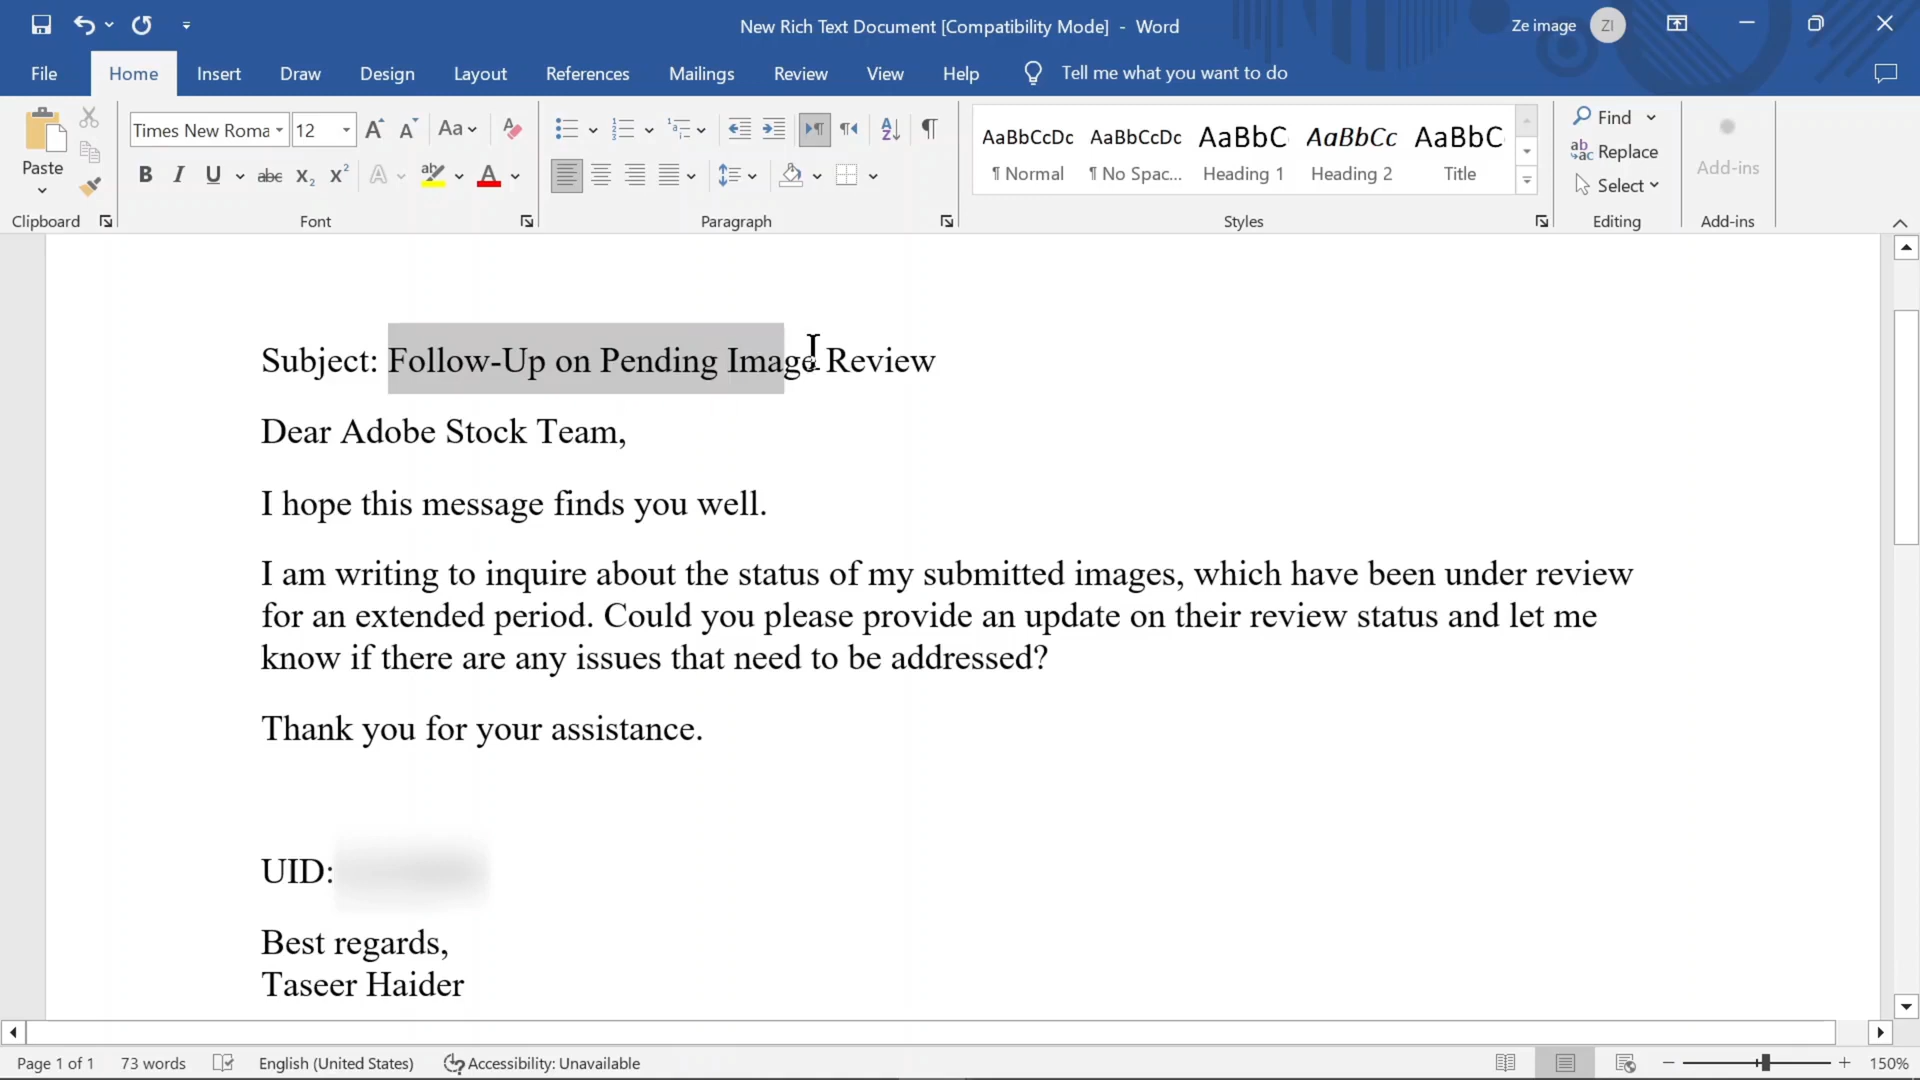 New Rich Text Document [Compatibility Mode] - Word
Ze image ZI
File Home Insert Draw Design Layout References Mailings Review View Help Tell me what you want to do
Paste
Clipboard
Times New Roma 12
Aa
B I U abc X₂ X² A ab A
Font
Paragraph
AaBbCcDc AaBbCcDc AaBbC AaBbCc AaBbC
¶ Normal ¶ No Spac... Heading 1 Heading 2 Title
Styles
Find
Replace
Select
Editing
Add-ins
Add-ins
Subject: Follow-Up on Pending Image Review
Dear Adobe Stock Team,
I hope this message finds you well.
I am writing to inquire about the status of my submitted images, which have been under review
for an extended period. Could you please provide an update on their review status and let me
know if there are any issues that need to be addressed?
Thank you for your assistance.
UID:
Best regards,
Taseer Haider
Page 1 of 1 73 words English (United States) Accessibility: Unavailable 150%